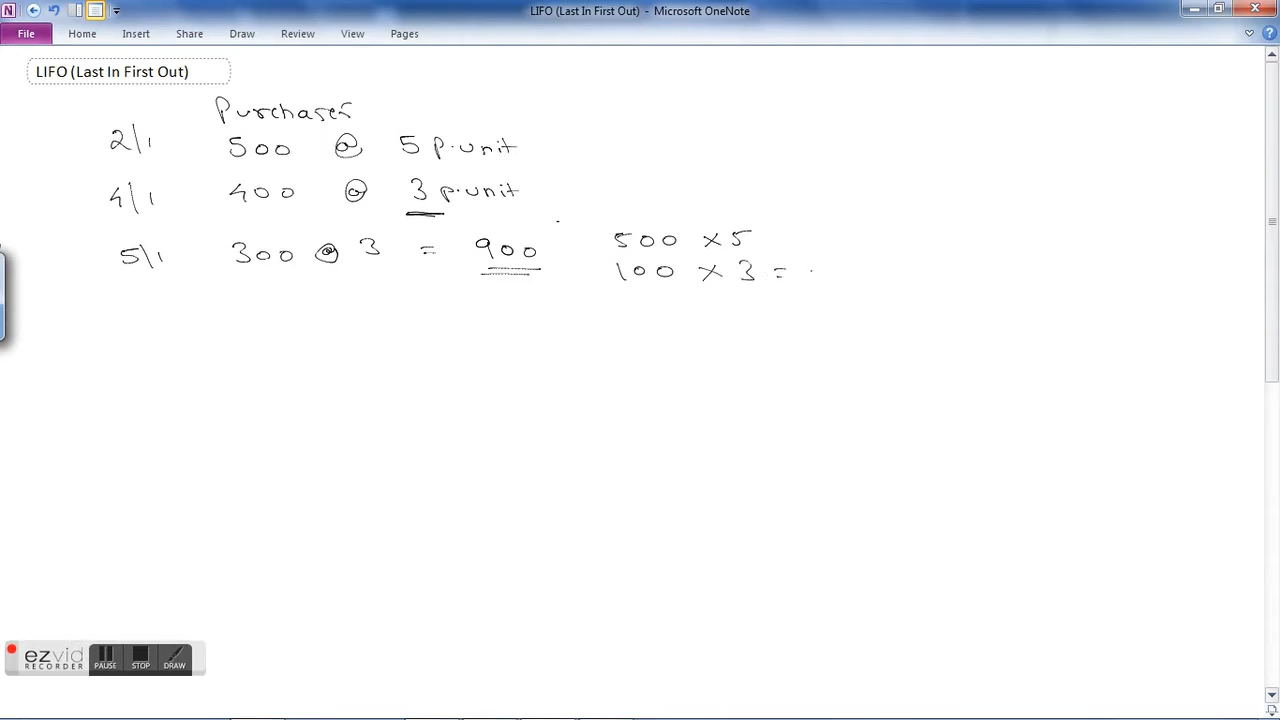 LIFO (Last In First Out) - Microsoft OneNote
File Home Insert Share Draw Review View Pages
LIFO (Last In First Out)
Purchases
2/1 500 @ 5 p.unit
4/1 400 @ 3 p.unit
5/1 300 @ 3 = 900
500 x 5
100 x 3 =
ezvid
RECORDER
PAUSE STOP DRAW